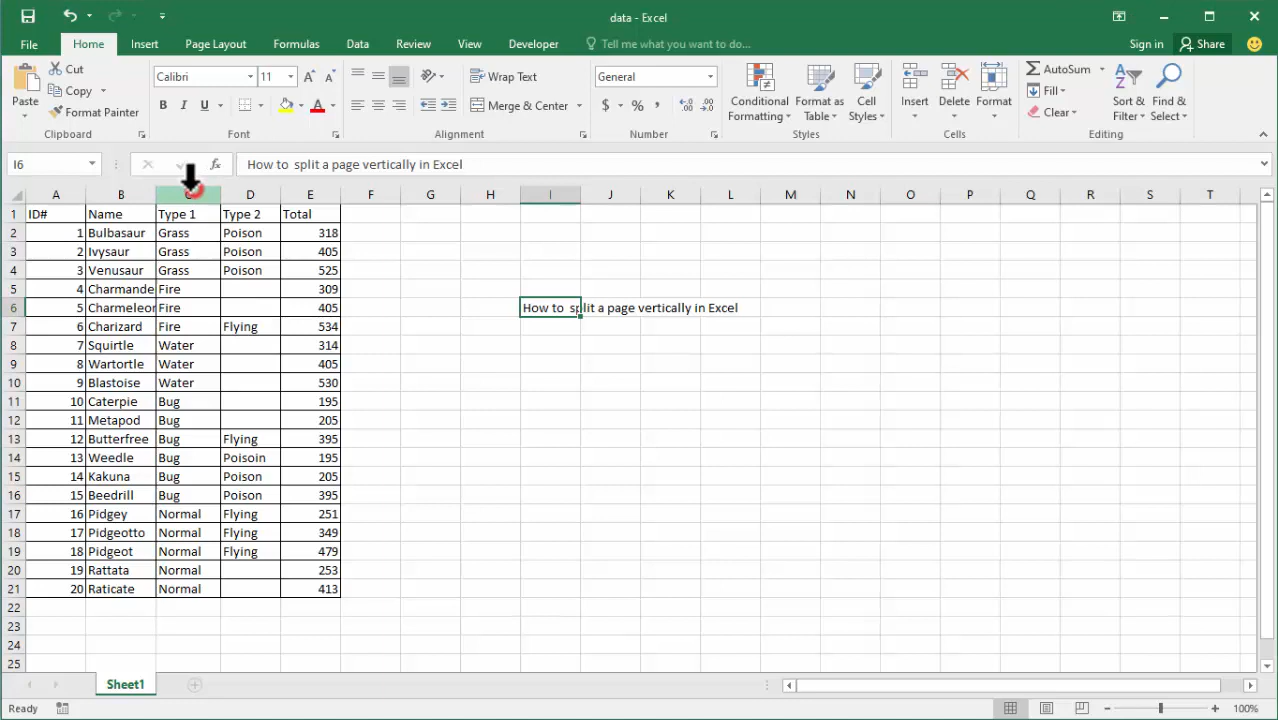 data - Excel
File Home Insert Page Layout Formulas Data Review View Developer Tell me what you want to do... Sign in Share
Cut
Copy
Format Painter
Paste
Clipboard
Calibri 11
B I U
Font
Wrap Text
Merge & Center
Alignment
General
$ % ,
Number
Conditional Formatting
Format as Table
Cell Styles
Styles
Insert Delete Format
Cells
AutoSum
Fill
Clear
Sort & Filter
Find & Select
Editing
I6 fx How to split a page vertically in Excel
A B D E F G H I J K L M N O P Q R S T
1 ID# Name Type 1 Type 2 Total
2 1 Bulbasaur Grass Poison 318
3 2 Ivysaur Grass Poison 405
4 3 Venusaur Grass Poison 525
5 4 Charmande Fire 309
6 5 Charmeleon Fire 405 How to split a page vertically in Excel
7 6 Charizard Fire Flying 534
8 7 Squirtle Water 314
9 8 Wartortle Water 405
10 9 Blastoise Water 530
11 10 Caterpie Bug 195
12 11 Metapod Bug 205
13 12 Butterfree Bug Flying 395
14 13 Weedle Bug Poisoin 195
15 14 Kakuna Bug Poison 205
16 15 Beedrill Bug Poison 395
17 16 Pidgey Normal Flying 251
18 17 Pidgeotto Normal Flying 349
19 18 Pidgeot Normal Flying 479
20 19 Rattata Normal 253
21 20 Raticate Normal 413
22
23
24
25
Sheet1
Ready 100%